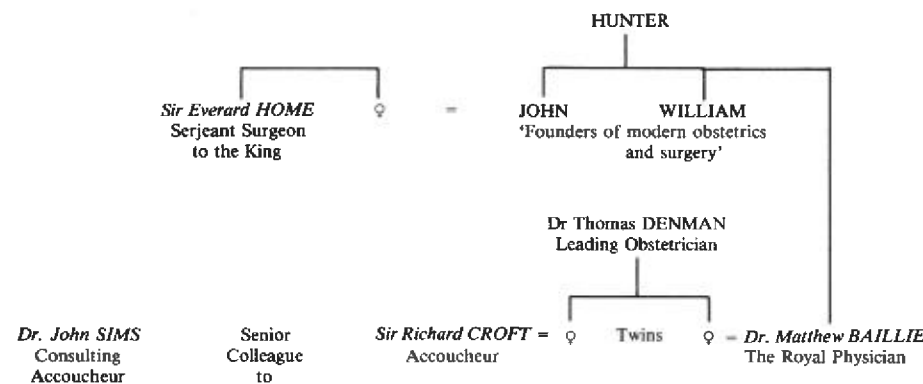 HUNTER
Sir Everard HOME ♀ = JOHN WILLIAM
Serjeant Surgeon 'Founders of modern obstetrics
to the King and surgery'
Dr Thomas DENMAN
Leading Obstetrician
Dr. John SIMS Senior Sir Richard CROFT = ♀ Twins ♀ = Dr. Matthew BAILLIE
Consulting Colleague Accoucheur The Royal Physician
Accoucheur to